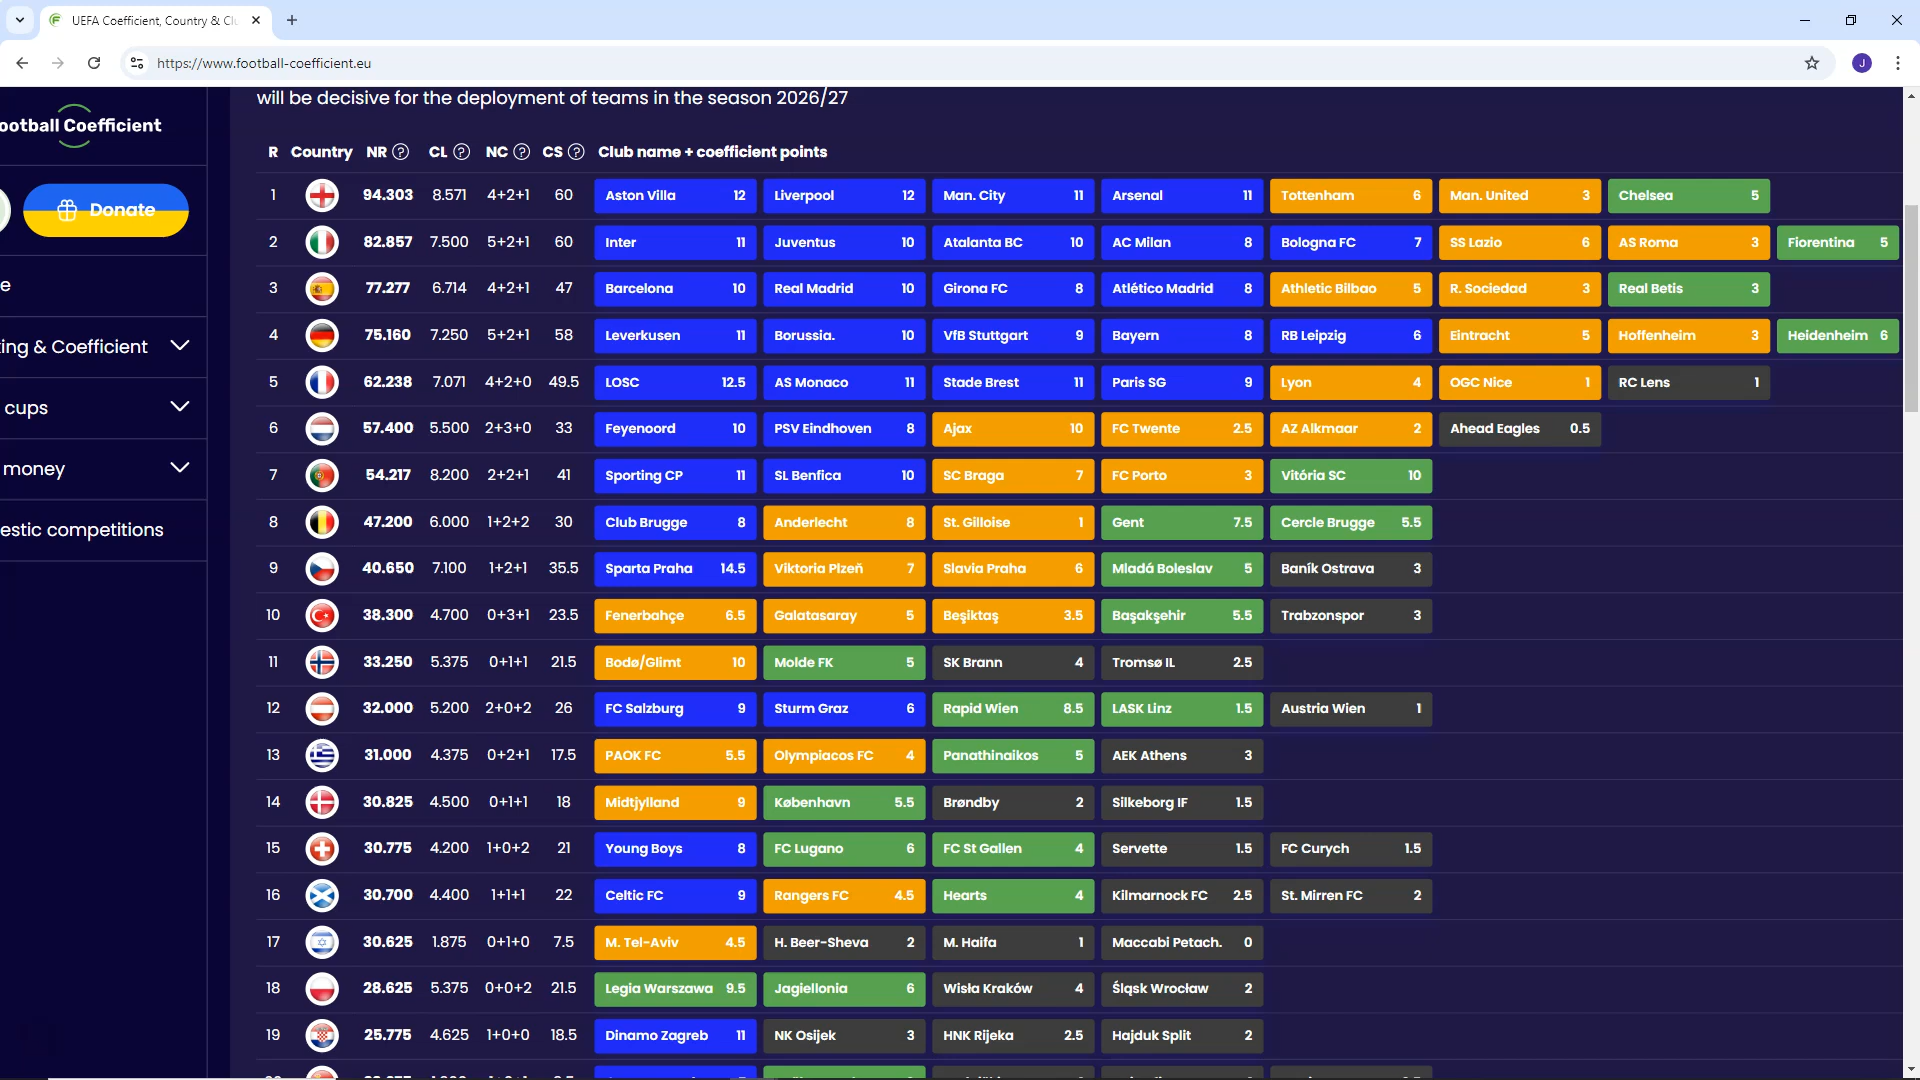 UEFA Coefficient, Country & Cl
https://www.football-coefficient.eu
J
will be decisive for the deployment of teams in the season 2026/27
ootball Coefficient
Donate
e
ing & Coefficient
cups
money
estic competitions
R Country NR ? CL ? NC ? CS ? Club name + coefficient points
1 94.303 8.571 4+2+1 60 Aston Villa 12 Liverpool 12 Man. City 11 Arsenal 11 Tottenham 6 Man. United 3 Chelsea 5
2 82.857 7.500 5+2+1 60 Inter 11 Juventus 10 Atalanta BC 10 AC Milan 8 Bologna FC 7 SS Lazio 6 AS Roma 3 Fiorentina 5
3 77.277 6.714 4+2+1 47 Barcelona 10 Real Madrid 10 Girona FC 8 Atlético Madrid 8 Athletic Bilbao 5 R. Sociedad 3 Real Betis 3
4 75.160 7.250 5+2+1 58 Leverkusen 11 Borussia. 10 VfB Stuttgart 9 Bayern 8 RB Leipzig 6 Eintracht 5 Hoffenheim 3 Heidenheim 6
5 62.238 7.071 4+2+0 49.5 LOSC 12.5 AS Monaco 11 Stade Brest 11 Paris SG 9 Lyon 4 OGC Nice 1 RC Lens 1
6 57.400 5.500 2+3+0 33 Feyenoord 10 PSV Eindhoven 8 Ajax 10 FC Twente 2.5 AZ Alkmaar 2 Ahead Eagles 0.5
7 54.217 8.200 2+2+1 41 Sporting CP 11 SL Benfica 10 SC Braga 7 FC Porto 3 Vitória SC 10
8 47.200 6.000 1+2+2 30 Club Brugge 8 Anderlecht 8 St. Gilloise 1 Gent 7.5 Cercle Brugge 5.5
9 40.650 7.100 1+2+1 35.5 Sparta Praha 14.5 Viktoria Plzeň 7 Slavia Praha 6 Mladá Boleslav 5 Baník Ostrava 3
10 38.300 4.700 0+3+1 23.5 Fenerbahçe 6.5 Galatasaray 5 Beşiktaş 3.5 Başakşehir 5.5 Trabzonspor 3
11 33.250 5.375 0+1+1 21.5 Bodø/Glimt 10 Molde FK 5 SK Brann 4 Tromsø IL 2.5
12 32.000 5.200 2+0+2 26 FC Salzburg 9 Sturm Graz 6 Rapid Wien 8.5 LASK Linz 1.5 Austria Wien 1
13 31.000 4.375 0+2+1 17.5 PAOK FC 5.5 Olympiacos FC 4 Panathinaikos 5 AEK Athens 3
14 30.825 4.500 0+1+1 18 Midtjylland 9 København 5.5 Brøndby 2 Silkeborg IF 1.5
15 30.775 4.200 1+0+2 21 Young Boys 8 FC Lugano 6 FC St Gallen 4 Servette 1.5 FC Curych 1.5
16 30.700 4.400 1+1+1 22 Celtic FC 9 Rangers FC 4.5 Hearts 4 Kilmarnock FC 2.5 St. Mirren FC 2
17 30.625 1.875 0+1+0 7.5 M. Tel-Aviv 4.5 H. Beer-Sheva 2 M. Haifa 1 Maccabi Petach. 0
18 28.625 5.375 0+0+2 21.5 Legia Warszawa 9.5 Jagiellonia 6 Wisła Kraków 4 Śląsk Wrocław 2
19 25.775 4.625 1+0+0 18.5 Dinamo Zagreb 11 NK Osijek 3 HNK Rijeka 2.5 Hajduk Split 2